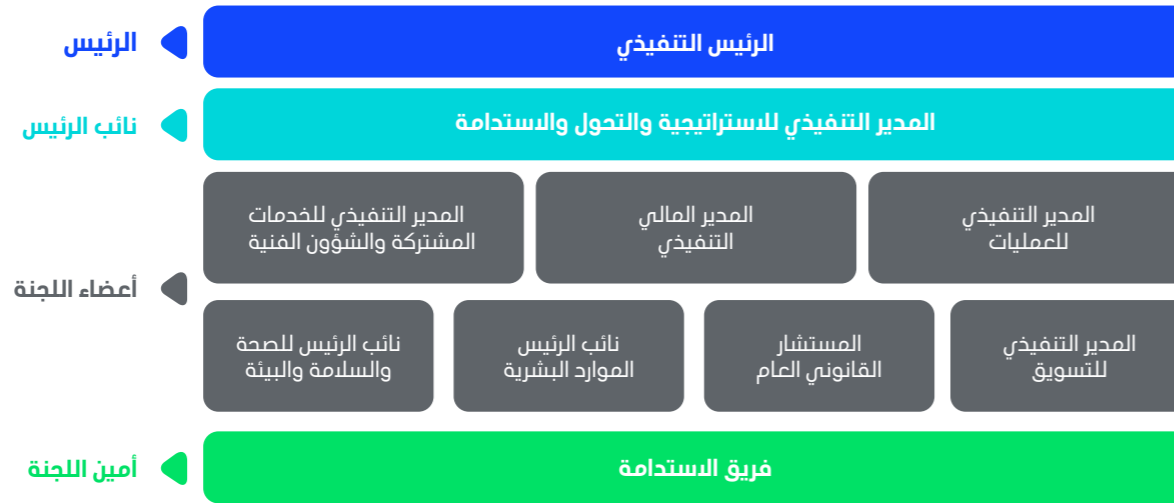 الرئيس
الرئيس التنفيذي
نائب الرئيس
المدير التنفيذي للاستراتيجية والتحول والاستدامة
أعضاء اللجنة
المدير التنفيذي
للعمليات
المدير المالي
التنفيذي
المدير التنفيذي للخدمات
المشتركة والشؤون الفنية
المدير التنفيذي
للتسويق
المستشار
القانوني العام
نائب الرئيس
الموارد البشرية
نائب الرئيس للصحة
والسلامة والبيئة
أمين اللجنة
فريق الاستدامة